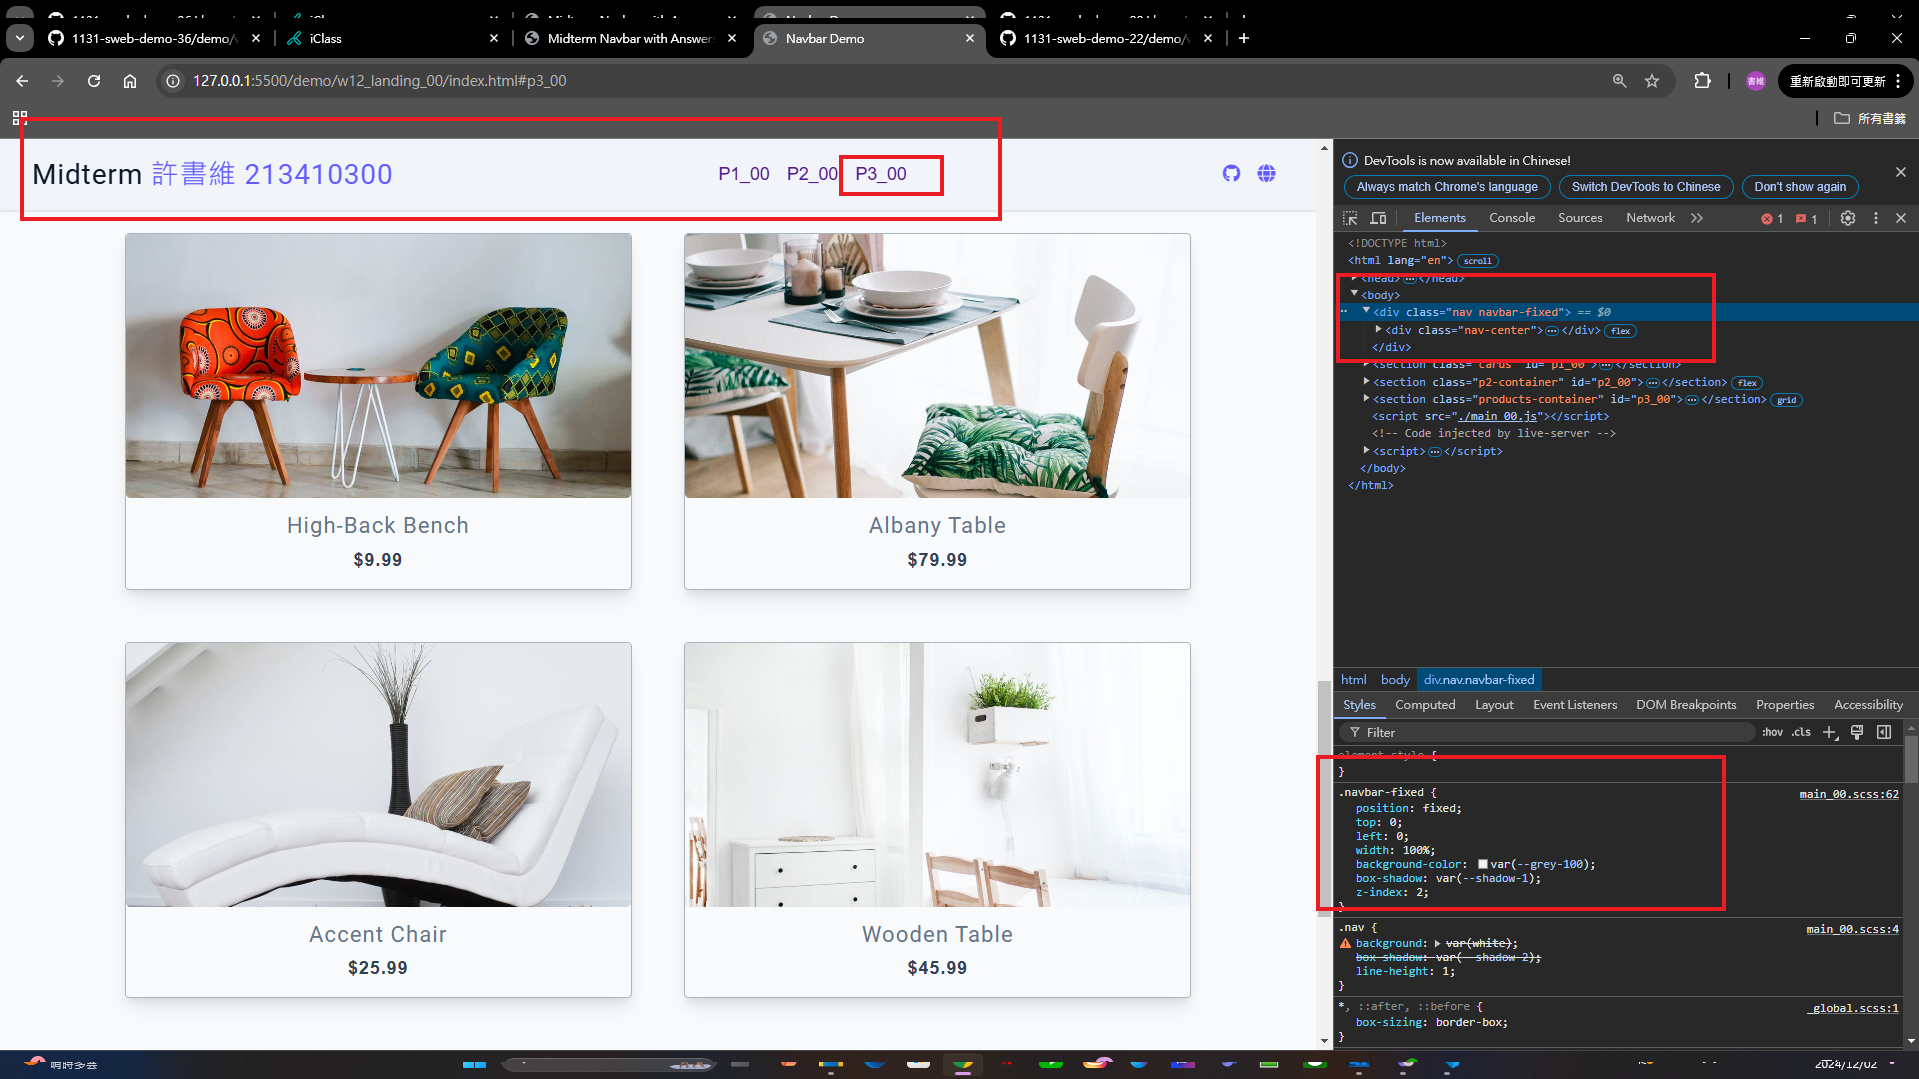 1131-sweb-demo-36/demo/w
iClass
Midterm Navbar with Answer
Navbar Demo
1131-sweb-demo-22/demo/w
127.0.0.1:5500/demo/w12_landing_00/index.html#p3_00
重新啟動即可更新
所有書籤
Midterm 許書維 213410300
P1_00
P2_00
P3_00
High-Back Bench
$9.99
Albany Table
$79.99
Accent Chair
$25.99
Wooden Table
$45.99
DevTools is now available in Chinese!
Always match Chrome's language
Switch DevTools to Chinese
Don't show again
Elements
Console
Sources
Network
1
1
<!DOCTYPE html>
<html lang="en"> scroll
<head> … </head>
<body>
<div class="nav navbar-fixed"> == $0
<div class="nav-center"> … </div> flex
</div>
<section class="cards" id="p1_00"> … </section>
<section class="p2-container" id="p2_00"> … </section> flex
<section class="products-container" id="p3_00"> … </section> grid
<script src="./main_00.js"></script>
<!-- Code injected by live-server -->
<script> … </script>
</body>
</html>
html body div.nav.navbar-fixed
Styles
Computed
Layout
Event Listeners
DOM Breakpoints
Properties
Accessibility
Filter
:hov .cls
element.style {
}
.navbar-fixed {
main_00.scss:62
position: fixed;
top: 0;
left: 0;
width: 100%;
background-color: var(--grey-100);
box-shadow: var(--shadow-1);
z-index: 2;
}
.nav {
main_00.scss:4
background: var(white);
box-shadow: var(--shadow-2);
line-height: 1;
}
*, ::after, ::before {
_global.scss:1
box-sizing: border-box;
}
2024/12/02